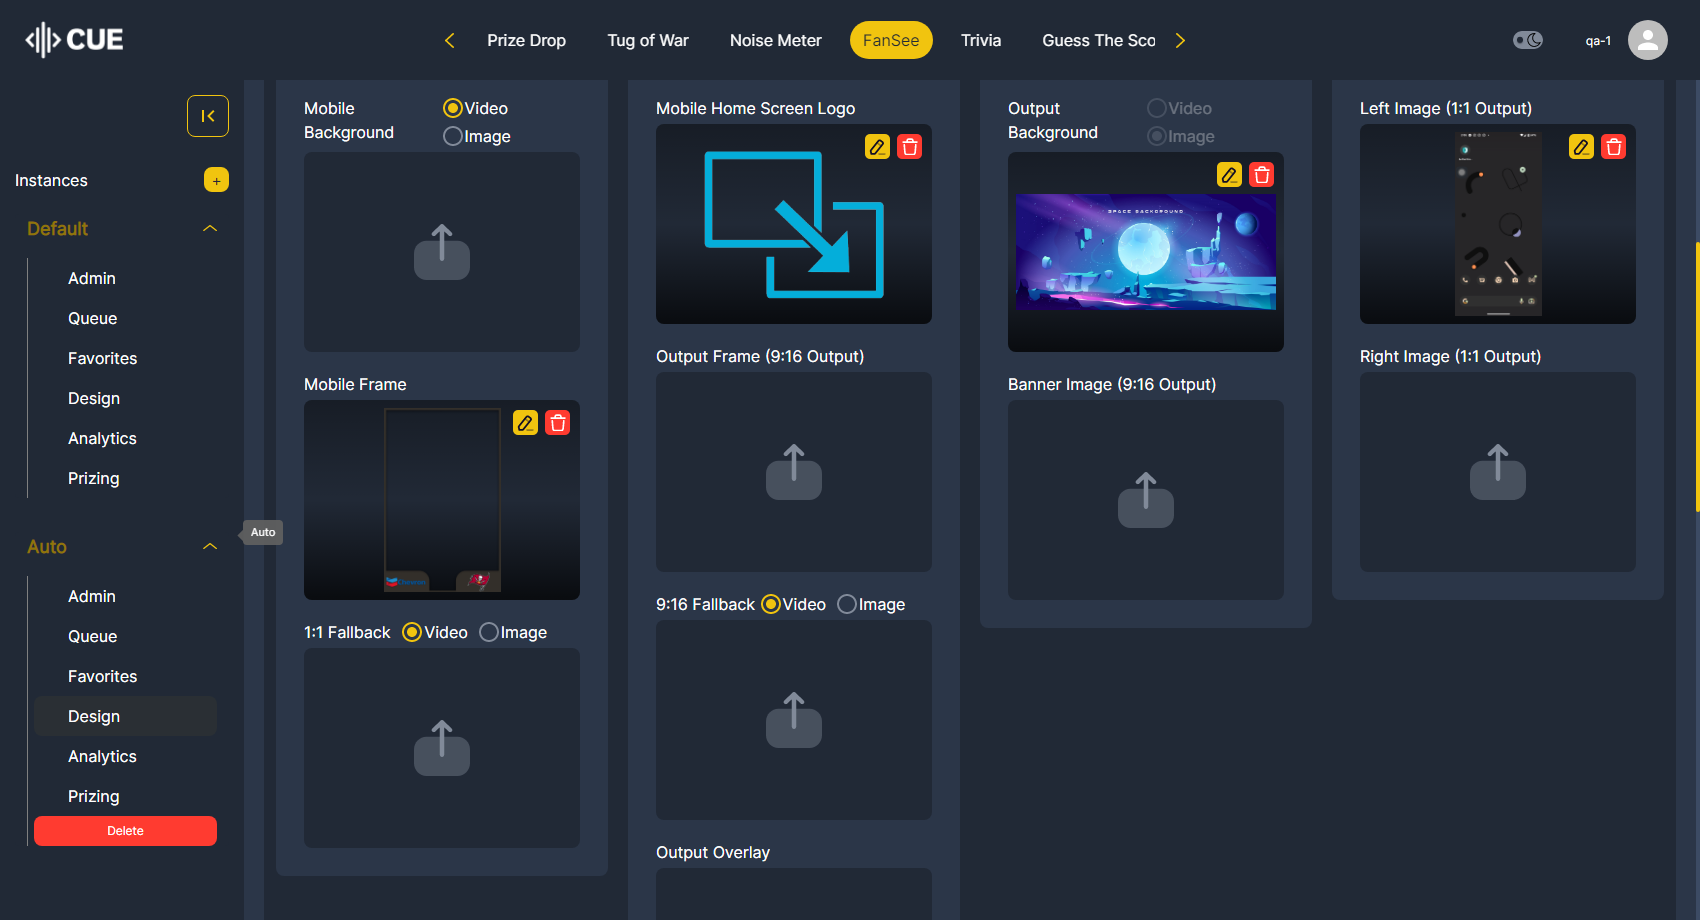 CUE
Prize Drop
Tug of War
Noise Meter
FanSee
Trivia
Guess The Sco
qa-1
Instances
+
Default
Admin
Queue
Favorites
Design
Analytics
Prizing
Auto
Auto
Admin
Queue
Favorites
Design
Analytics
Prizing
Delete
Mobile
Background
Video
Image
Mobile Frame
1:1 Fallback
Video
Image
Mobile Home Screen Logo
Output Frame (9:16 Output)
9:16 Fallback
Video
Image
Output Overlay
Output
Background
Video
Image
SPACE BACKGROUND
Banner Image (9:16 Output)
Left Image (1:1 Output)
Right Image (1:1 Output)